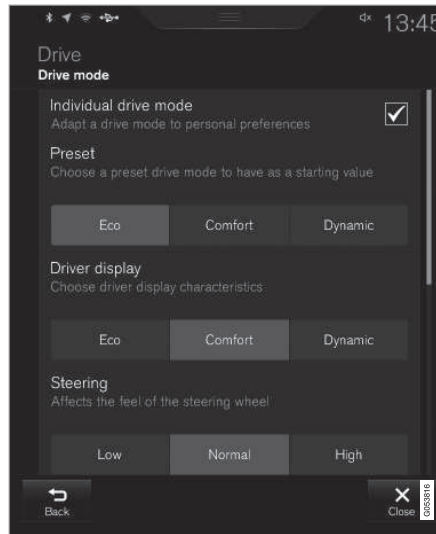 13:45
Drive
Drive mode
Individual drive mode
Adapt a drive mode to personal preferences
Preset
Choose a preset drive mode to have as a starting value
Eco Comfort Dynamic
Driver display
Choose driver display characteristics
Eco Comfort Dynamic
Steering
Affects the feel of the steering wheel
Low Normal High
Back Close
G053816